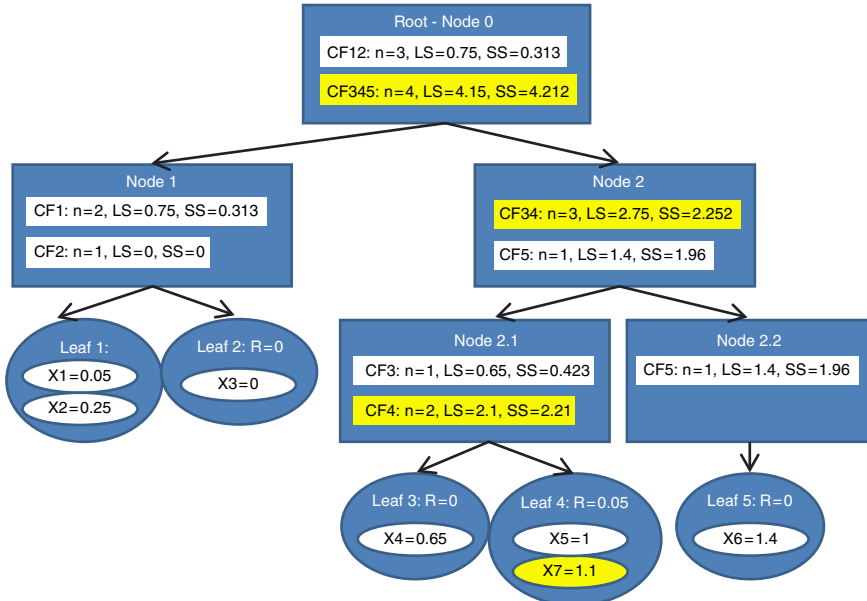 Root - Node 0
CF12: n=3, LS=0.75, SS=0.313
CF345: n=4, LS=4.15, SS=4.212
Node 1
CF1: n=2, LS=0.75, SS=0.313
CF2: n=1, LS=0, SS=0
Node 2
CF34: n=3, LS=2.75, SS=2.252
CF5: n=1, LS=1.4, SS=1.96
Leaf 1:
X1=0.05
X2=0.25
Leaf 2: R=0
X3=0
Node 2.1
CF3: n=1, LS=0.65, SS=0.423
CF4: n=2, LS=2.1, SS=2.21
Node 2.2
CF5: n=1, LS=1.4, SS=1.96
Leaf 3: R=0
X4=0.65
Leaf 4: R=0.05
X5=1
X7=1.1
Leaf 5: R=0
X6=1.4